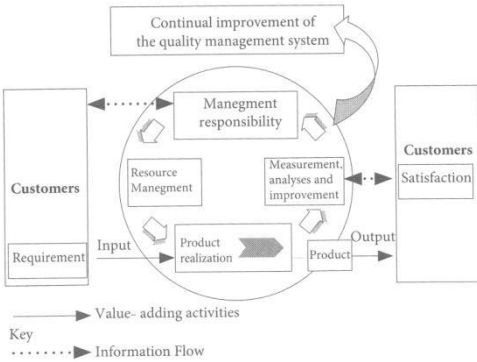 Continual improvement of
the quality management system
Manegment
responsibility
Customers
Resource
Managment
Measurement,
analyses and
improvement
Customers
Satisfaction
Requirement
Input
Product
realization
Product
Output
Value- adding activities
Key
Information Flow